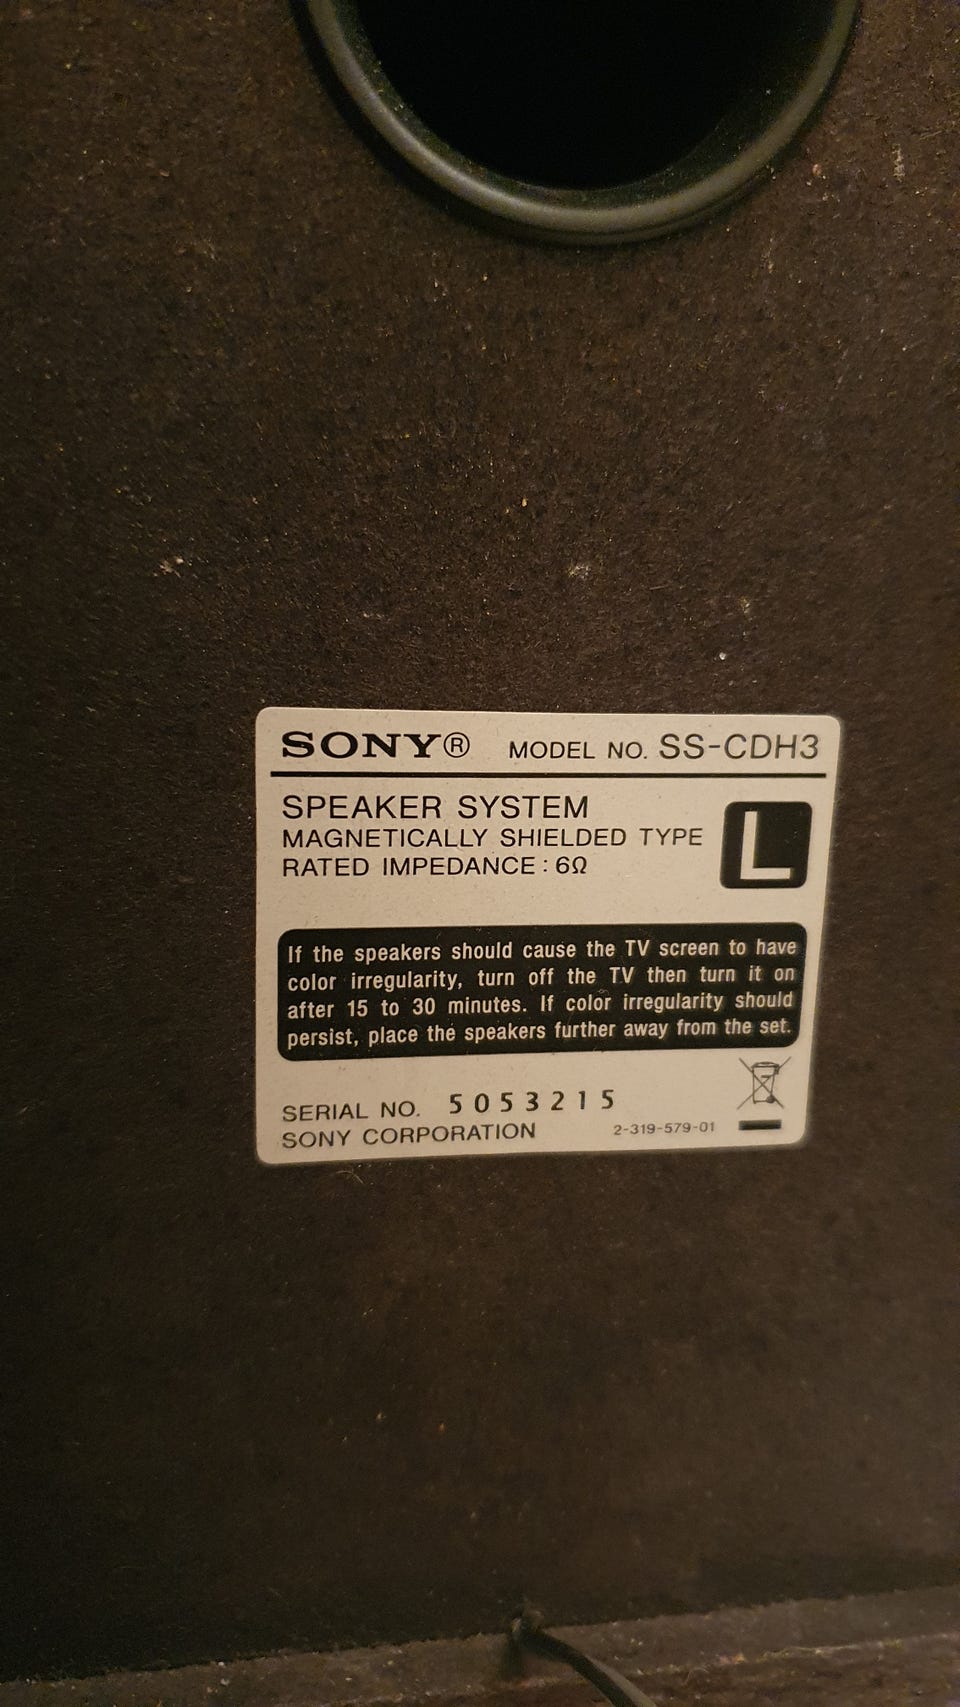 SONY® MODEL NO. SS-CDH3
SPEAKER SYSTEM
MAGNETICALLY SHIELDED TYPE
RATED IMPEDANCE : 6Ω
L
If the speakers should cause the TV screen to have
color irregularity, turn off the TV then turn it on
after 15 to 30 minutes. If color irregularity should
persist, place the speakers further away from the set.
SERIAL NO. 5053215
SONY CORPORATION 2-319-579-01